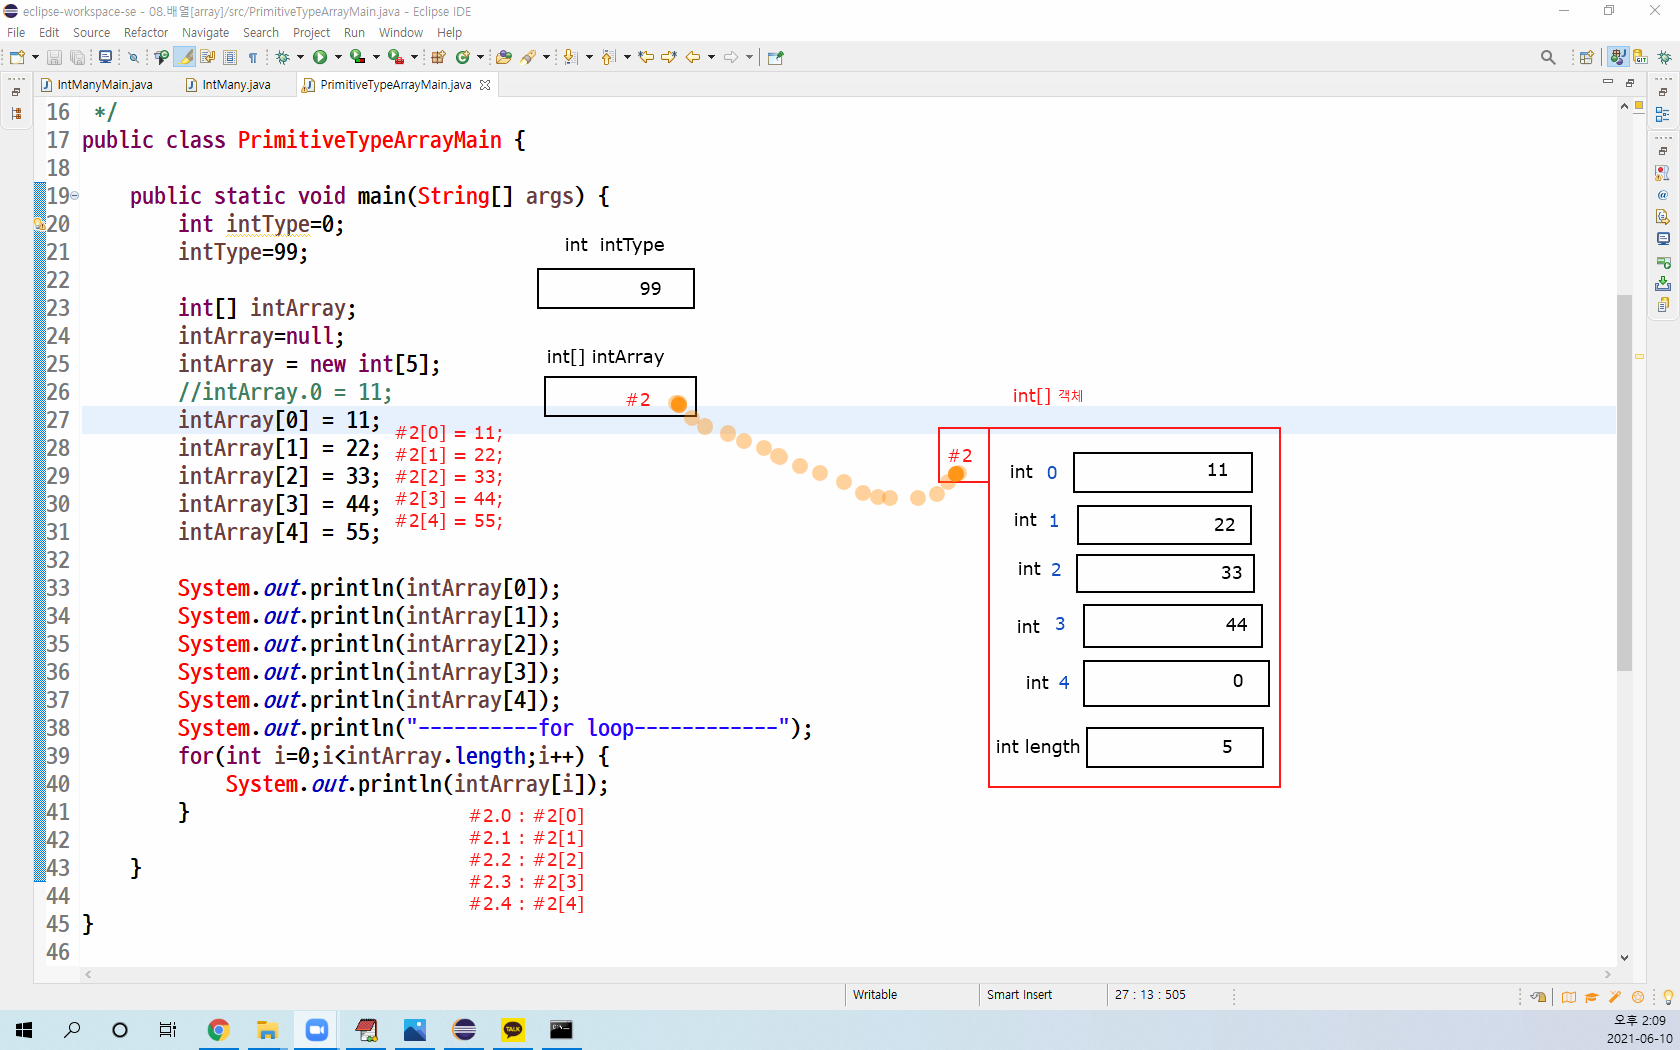 eclipse-workspace-se - 08.배열[array]/src/PrimitiveTypeArrayMain.java - Eclipse IDE
File Edit Source Refactor Navigate Search Project Run Window Help
IntManyMain.java IntMany.java PrimitiveTypeArrayMain.java
16 */
17 public class PrimitiveTypeArrayMain {
18
19 public static void main(String[] args) {
20 int intType=0;
21 intType=99;
22
23 int[] intArray;
24 intArray=null;
25 intArray = new int[5];
26 //intArray.0 = 11;
27 intArray[0] = 11;
28 intArray[1] = 22;
29 intArray[2] = 33;
30 intArray[3] = 44;
31 intArray[4] = 55;
32
33 System.out.println(intArray[0]);
34 System.out.println(intArray[1]);
35 System.out.println(intArray[2]);
36 System.out.println(intArray[3]);
37 System.out.println(intArray[4]);
38 System.out.println("----------for loop------------");
39 for(int i=0;i<intArray.length;i++) {
40 System.out.println(intArray[i]);
41 }
42
43 }
44
45 }
46
#2[0] = 11;
#2[1] = 22;
#2[2] = 33;
#2[3] = 44;
#2[4] = 55;
#2.0 : #2[0]
#2.1 : #2[1]
#2.2 : #2[2]
#2.3 : #2[3]
#2.4 : #2[4]
int intType
99
int[] intArray
#2
int[] 객체
#2
int 0 11
int 1 22
int 2 33
int 3 44
int 4 0
int length 5
Writable Smart Insert 27 : 13 : 505
TALK
오후 2:09
2021-06-10